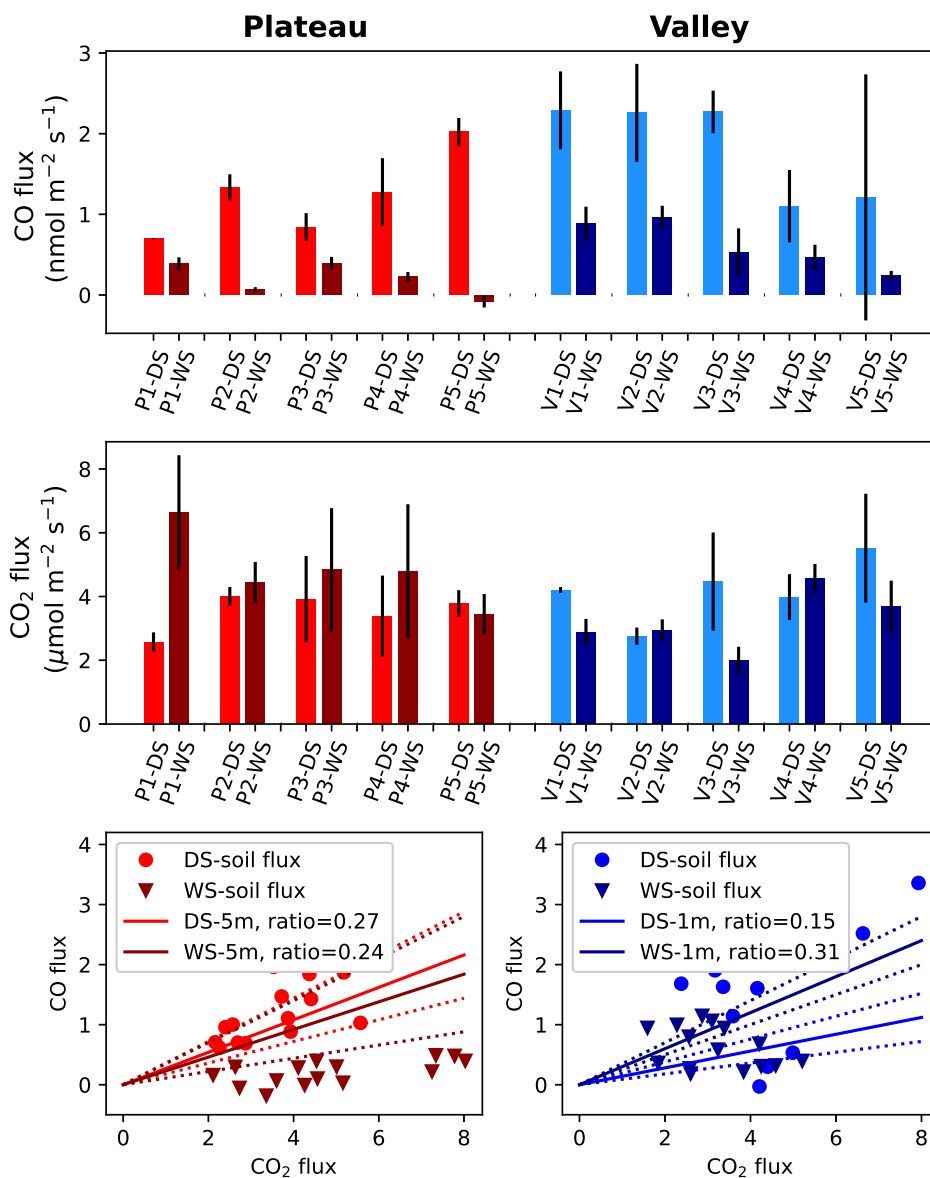 Plateau Valley
CO flux
(nmol m−2 s−1)
3
2
1
0
P1-DS P1-WS P2-DS P2-WS P3-DS P3-WS P4-DS P4-WS P5-DS P5-WS V1-DS V1-WS V2-DS V2-WS V3-DS V3-WS V4-DS V4-WS V5-DS V5-WS
CO2 flux
(μmol m−2 s−1)
8
6
4
2
0
P1-DS P1-WS P2-DS P2-WS P3-DS P3-WS P4-DS P4-WS P5-DS P5-WS V1-DS V1-WS V2-DS V2-WS V3-DS V3-WS V4-DS V4-WS V5-DS V5-WS
CO flux
4
3
2
1
0
DS-soil flux
WS-soil flux
DS-5m, ratio=0.27
WS-5m, ratio=0.24
0 2 4 6 8
CO2 flux
CO flux
4
3
2
1
0
DS-soil flux
WS-soil flux
DS-1m, ratio=0.15
WS-1m, ratio=0.31
0 2 4 6 8
CO2 flux